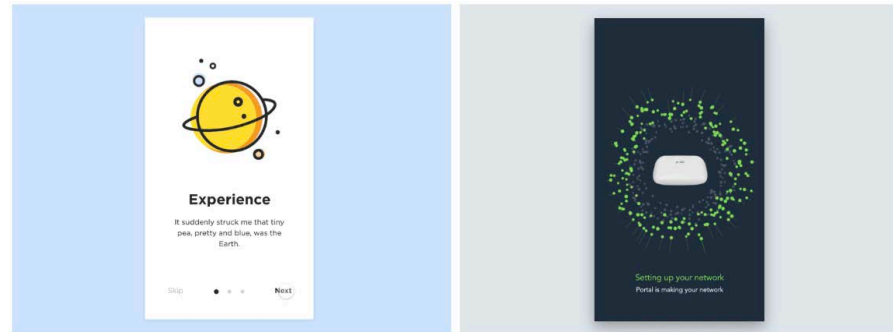 Experience
It suddenly struck me that tiny
pea, pretty and blue, was the
Earth.
Skip
Next
Setting up your network
Portal is making your network